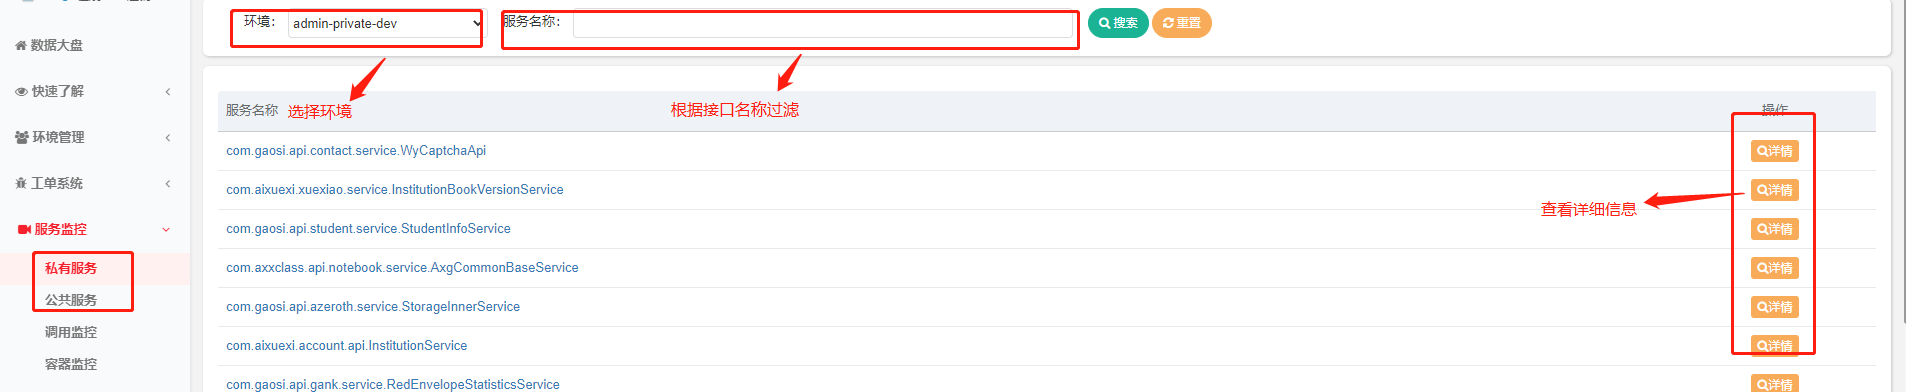 环境：
admin-private-dev
服务名称：
搜索
重置
数据大盘
快速了解
环境管理
工单系统
服务监控
私有服务
公共服务
调用监控
容器监控
选择环境
根据接口名称过滤
服务名称
操作
com.gaosi.api.contact.service.WyCaptchaApi
详情
com.aixuexi.xuexiao.service.InstitutionBookVersionService
详情
查看详细信息
com.gaosi.api.student.service.StudentInfoService
详情
com.axxclass.api.notebook.service.AxgCommonBaseService
详情
com.gaosi.api.azeroth.service.StorageInnerService
详情
com.aixuexi.account.api.InstitutionService
详情
com.gaosi.api.gank.service.RedEnvelopeStatisticsService
详情